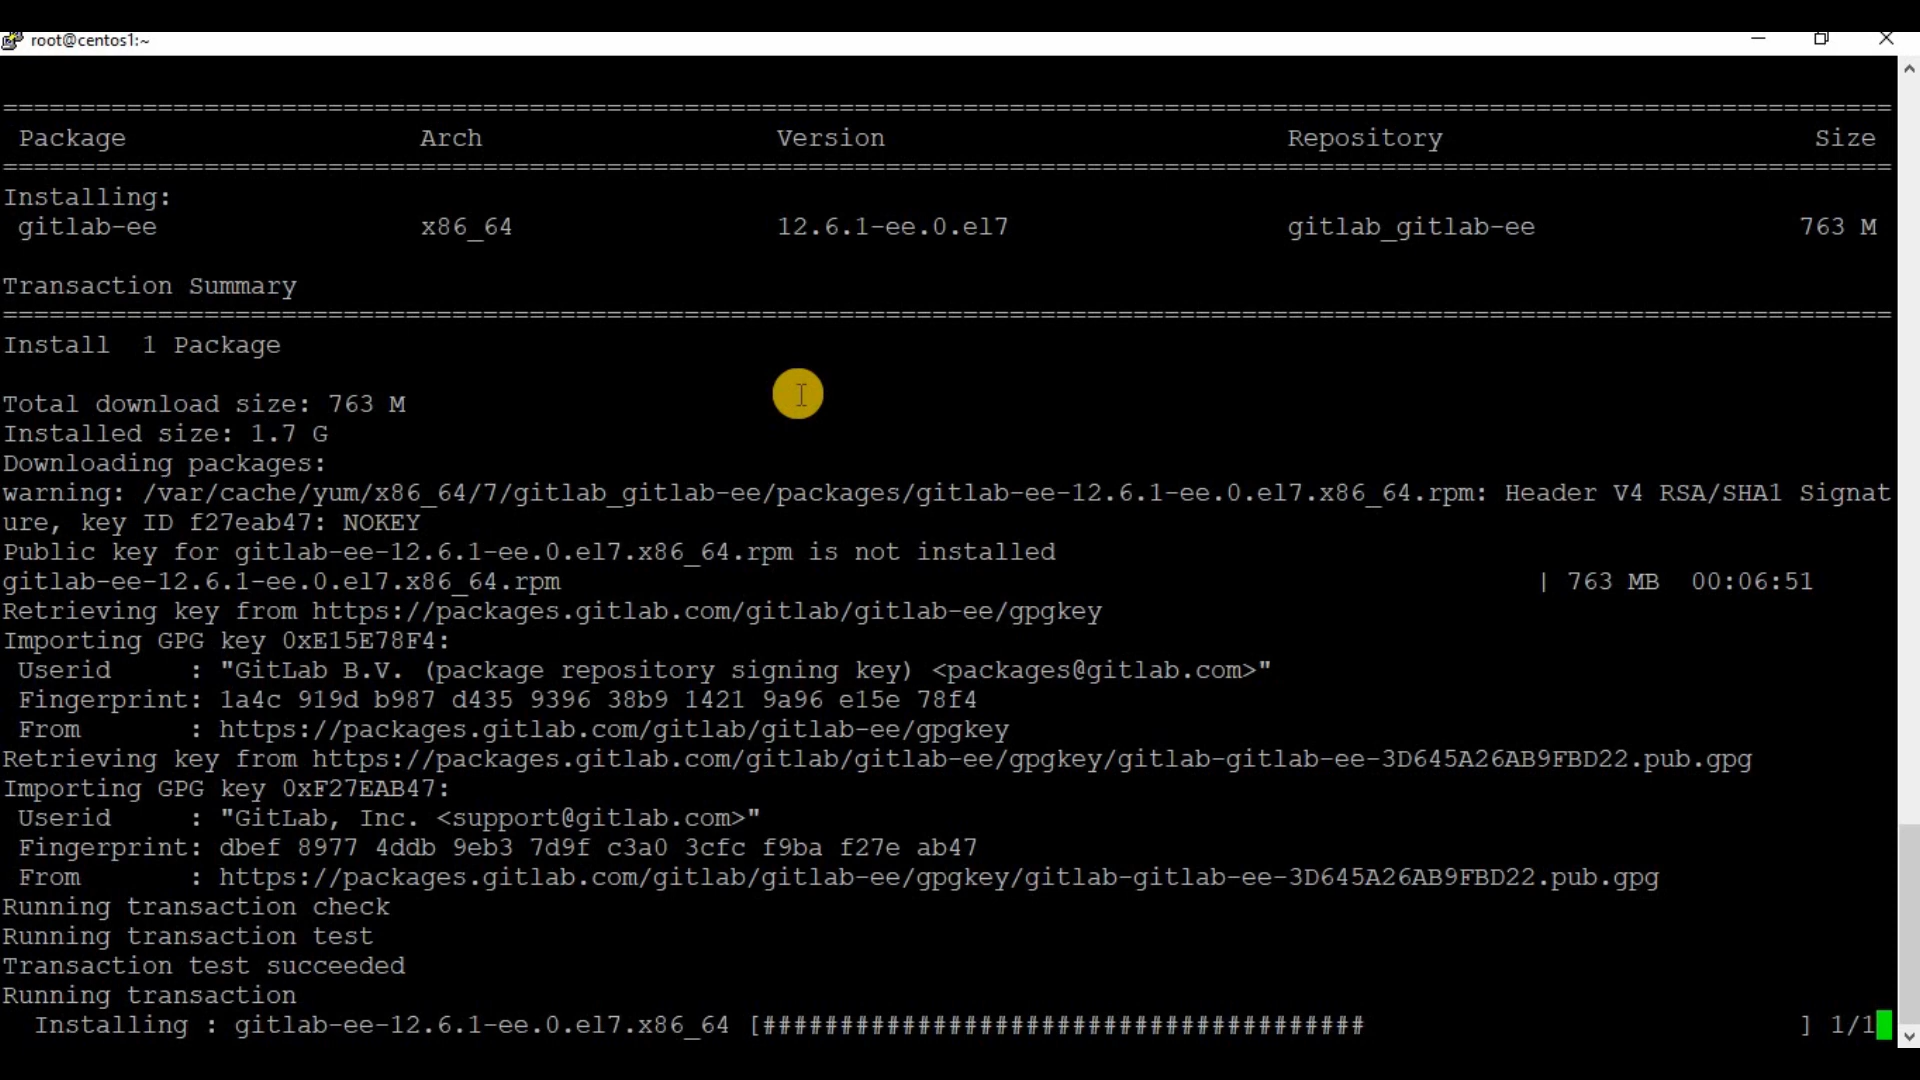 root@centos1:~
================================================================================
Package Arch Version Repository Size
================================================================================
Installing:
gitlab-ee x86_64 12.6.1-ee.0.el7 gitlab_gitlab-ee 763 M
Transaction Summary
================================================================================
Install 1 Package
Total download size: 763 M
Installed size: 1.7 G
Downloading packages:
warning: /var/cache/yum/x86_64/7/gitlab_gitlab-ee/packages/gitlab-ee-12.6.1-ee.0.el7.x86_64.rpm: Header V4 RSA/SHA1 Signat
ure, key ID f27eab47: NOKEY
Public key for gitlab-ee-12.6.1-ee.0.el7.x86_64.rpm is not installed
gitlab-ee-12.6.1-ee.0.el7.x86_64.rpm | 763 MB 00:06:51
Retrieving key from https://packages.gitlab.com/gitlab/gitlab-ee/gpgkey
Importing GPG key 0xE15E78F4:
Userid : "GitLab B.V. (package repository signing key) <packages@gitlab.com>"
Fingerprint: 1a4c 919d b987 d435 9396 38b9 1421 9a96 e15e 78f4
From : https://packages.gitlab.com/gitlab/gitlab-ee/gpgkey
Retrieving key from https://packages.gitlab.com/gitlab/gitlab-ee/gpgkey/gitlab-gitlab-ee-3D645A26AB9FBD22.pub.gpg
Importing GPG key 0xF27EAB47:
Userid : "GitLab, Inc. <support@gitlab.com>"
Fingerprint: dbef 8977 4ddb 9eb3 7d9f c3a0 3cfc f9ba f27e ab47
From : https://packages.gitlab.com/gitlab/gitlab-ee/gpgkey/gitlab-gitlab-ee-3D645A26AB9FBD22.pub.gpg
Running transaction check
Running transaction test
Transaction test succeeded
Running transaction
Installing : gitlab-ee-12.6.1-ee.0.el7.x86_64 [####################################### ] 1/1